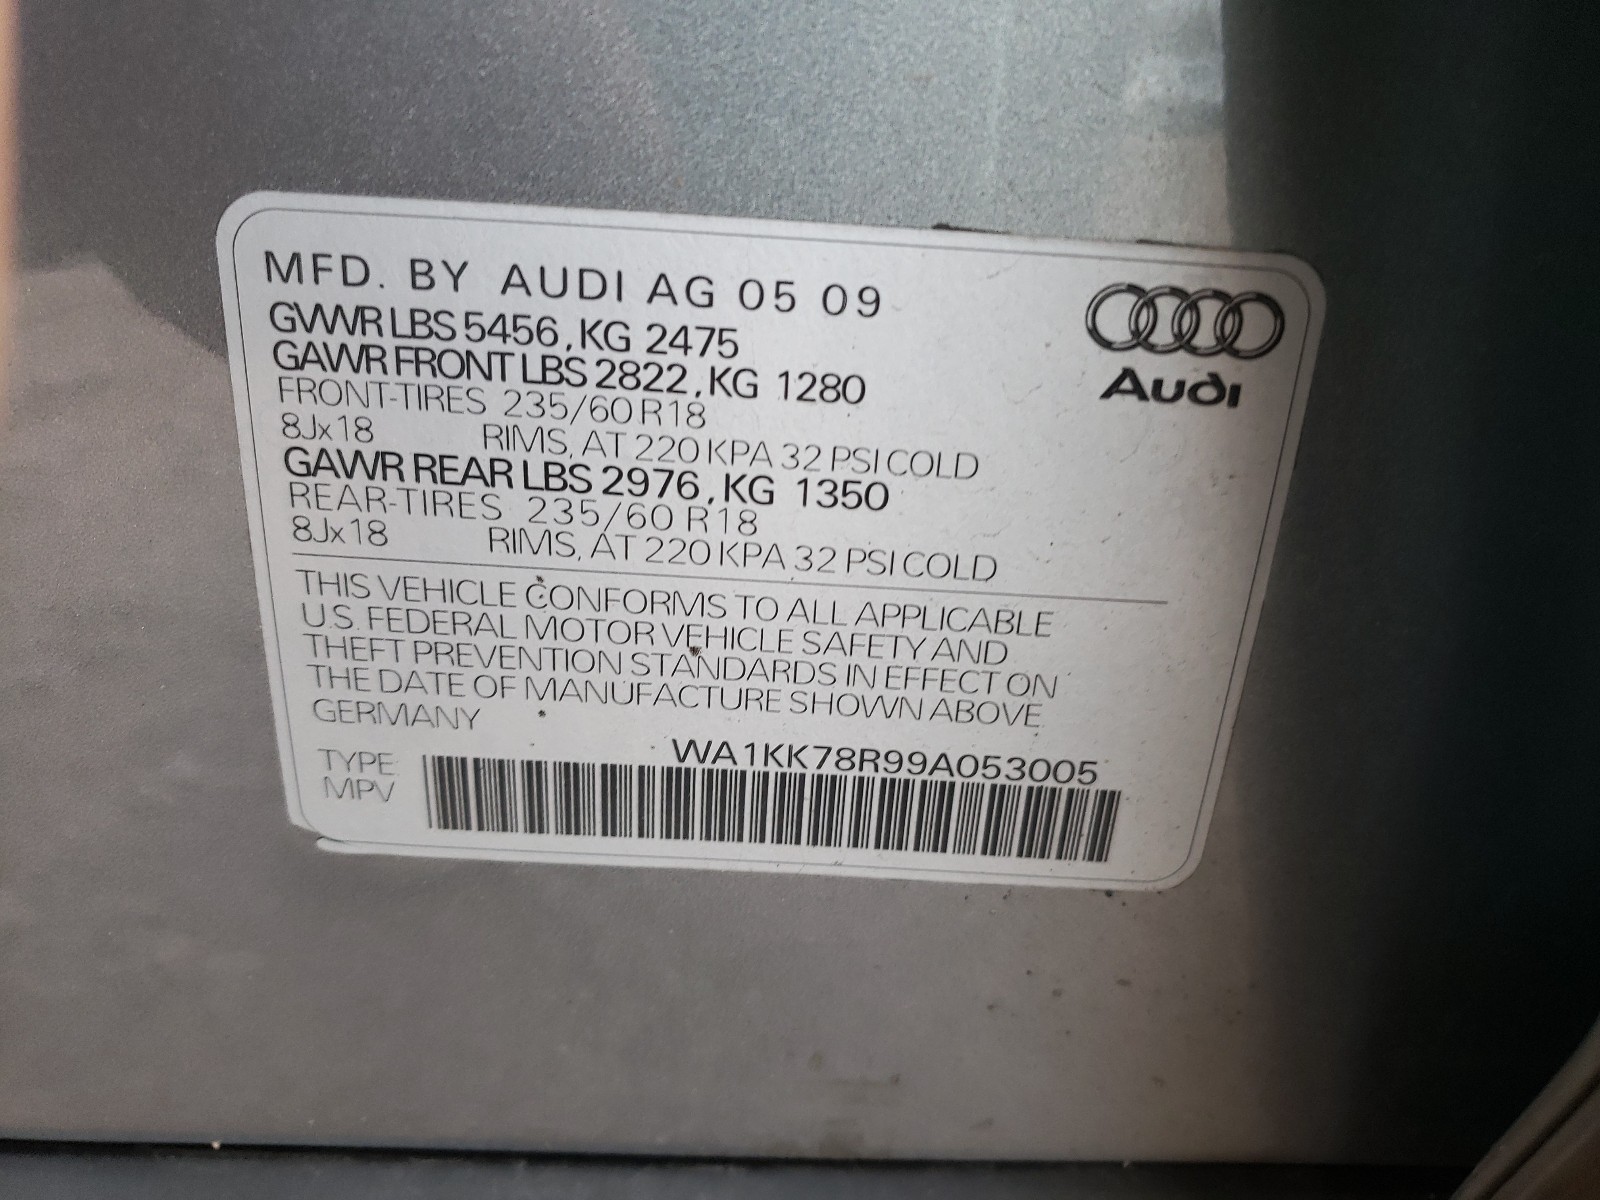 MFD. BY AUDI AG 05 09
GVWR LBS 5456, KG 2475
GAWR FRONT LBS 2822, KG 1280
FRONT-TIRES 235/60 R18
8Jx18 RIMS, AT 220 KPA 32 PSI COLD
GAWR REAR LBS 2976, KG 1350
REAR-TIRES 235/60 R18
8Jx18 RIMS, AT 220 KPA 32 PSI COLD
Audi
THIS VEHICLE CONFORMS TO ALL APPLICABLE
U.S. FEDERAL MOTOR VEHICLE SAFETY AND
THEFT PREVENTION STANDARDS IN EFFECT ON
THE DATE OF MANUFACTURE SHOWN ABOVE
GERMANY
WA1KK78R99A053005
TYPE
MPV